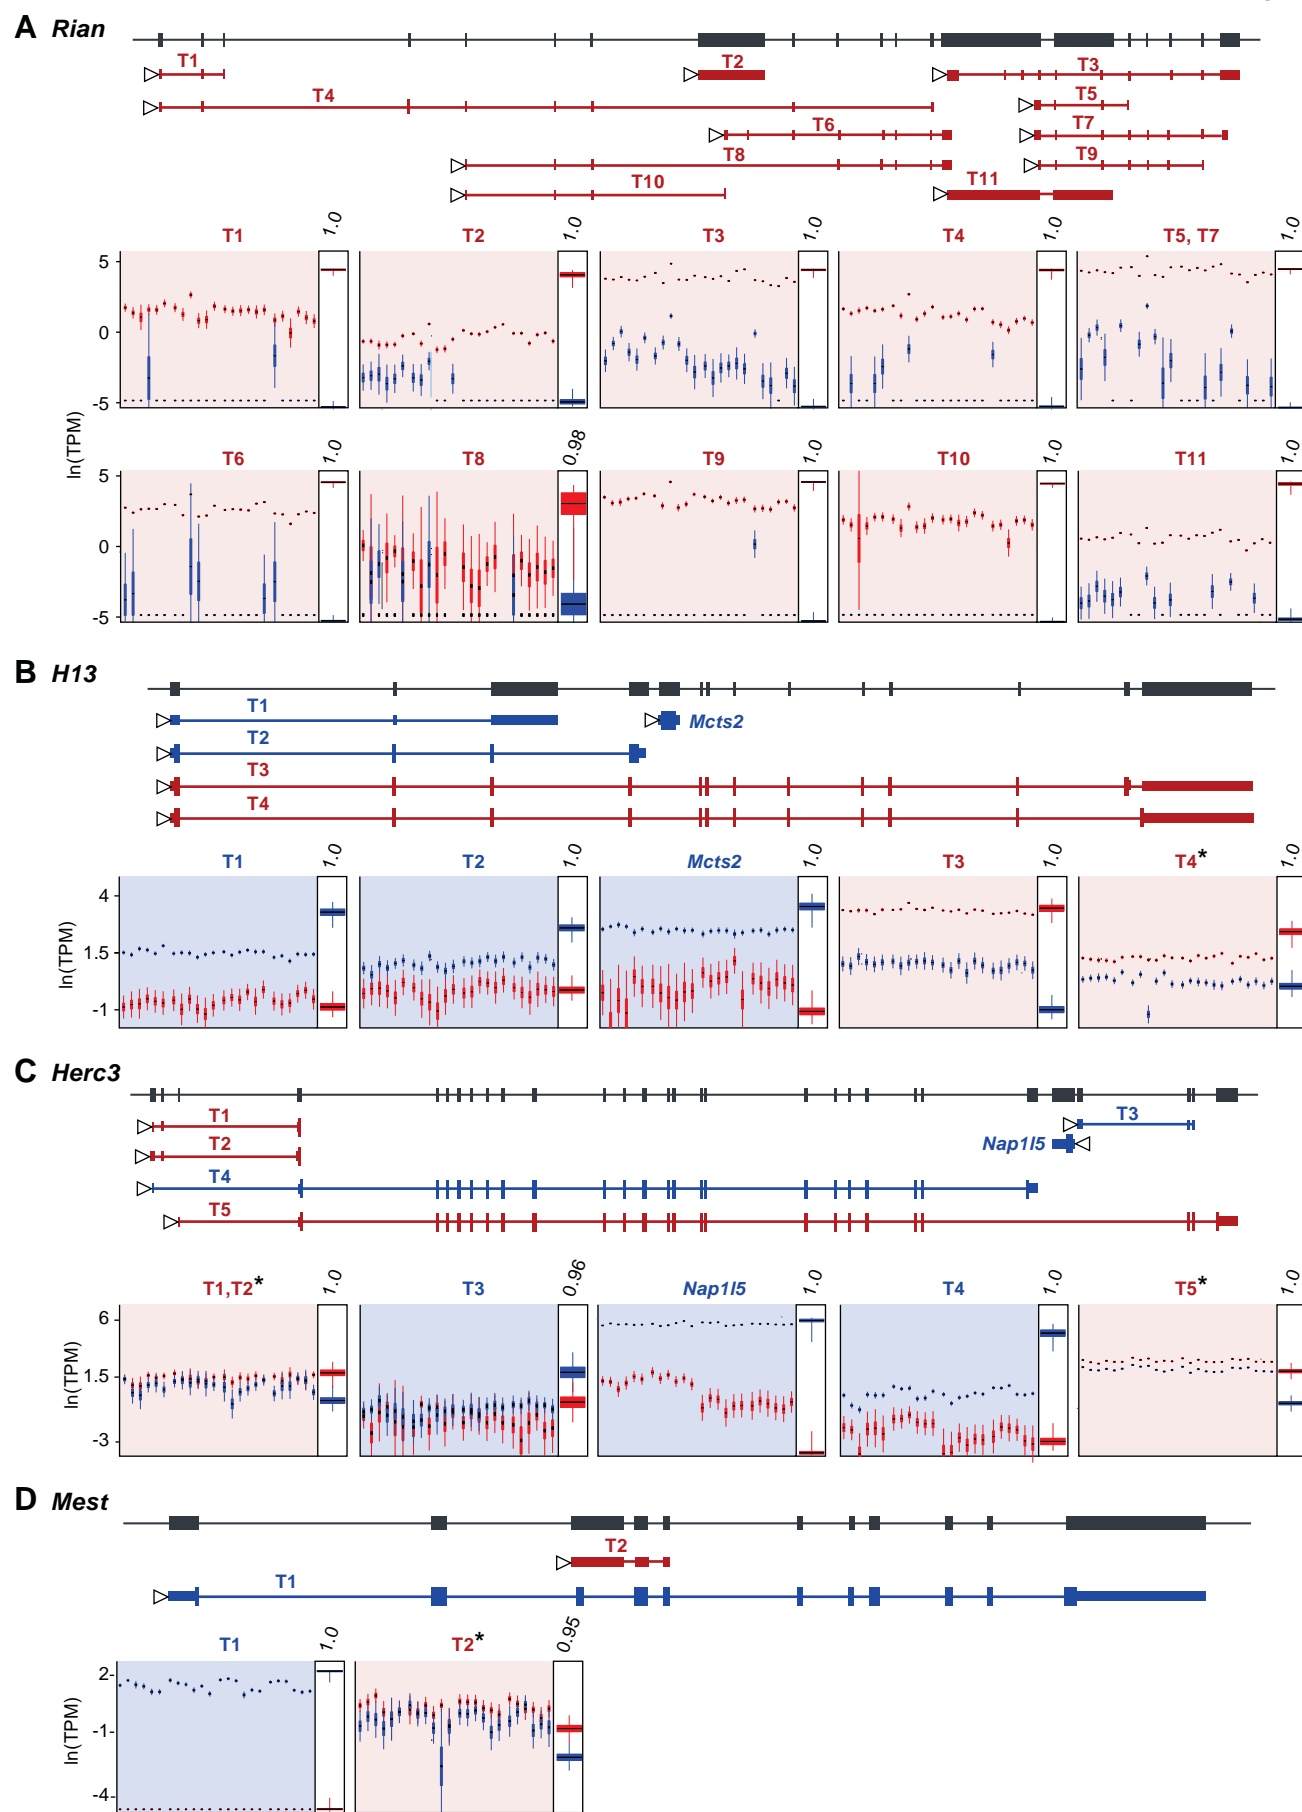 A Rian
T1
T2
T3
T4
T5
T6
T7
T8
T9
T10
T11
T1 1.0
T2 1.0
T3 1.0
T4 1.0
T5, T7 1.0
5
0
-5
ln(TPM)
T6 1.0
T8 0.98
T9 1.0
T10 1.0
T11 1.0
5
0
-5
B H13
T1
Mcts2
T2
T3
T4
T1 1.0
T2 1.0
Mcts2 1.0
T3 1.0
T4* 1.0
4
1.5
-1
ln(TPM)
C Herc3
T1
T3
T2
Nap1l5
T4
T5
T1,T2* 1.0
T3 0.96
Nap1l5 1.0
T4 1.0
T5* 1.0
6
1.5
-3
ln(TPM)
D Mest
T2
T1
T1 1.0
T2* 0.95
2
-1
-4
ln(TPM)